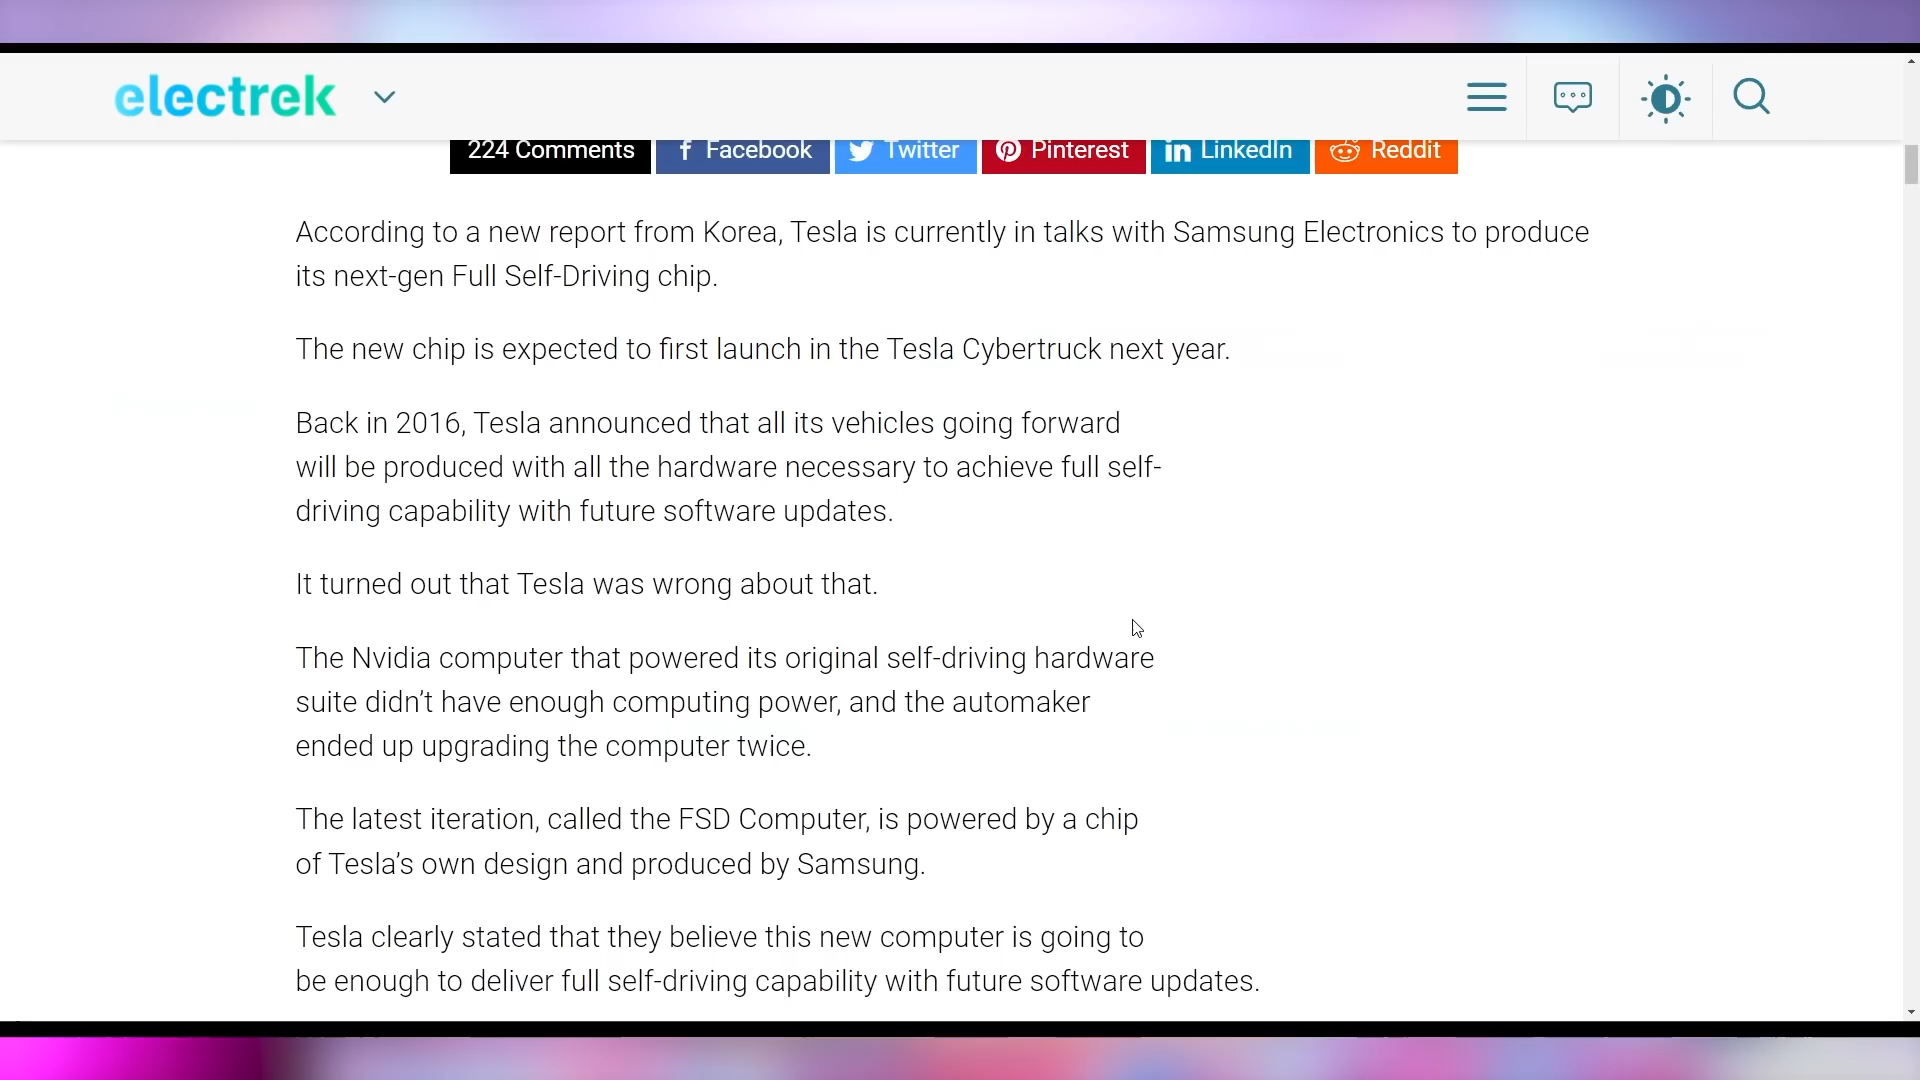 electrek
224 Comments Facebook Twitter Pinterest LinkedIn Reddit
According to a new report from Korea, Tesla is currently in talks with Samsung Electronics to produce
its next-gen Full Self-Driving chip.
The new chip is expected to first launch in the Tesla Cybertruck next year.
Back in 2016, Tesla announced that all its vehicles going forward
will be produced with all the hardware necessary to achieve full self-
driving capability with future software updates.
It turned out that Tesla was wrong about that.
The Nvidia computer that powered its original self-driving hardware
suite didn’t have enough computing power, and the automaker
ended up upgrading the computer twice.
The latest iteration, called the FSD Computer, is powered by a chip
of Tesla’s own design and produced by Samsung.
Tesla clearly stated that they believe this new computer is going to
be enough to deliver full self-driving capability with future software updates.